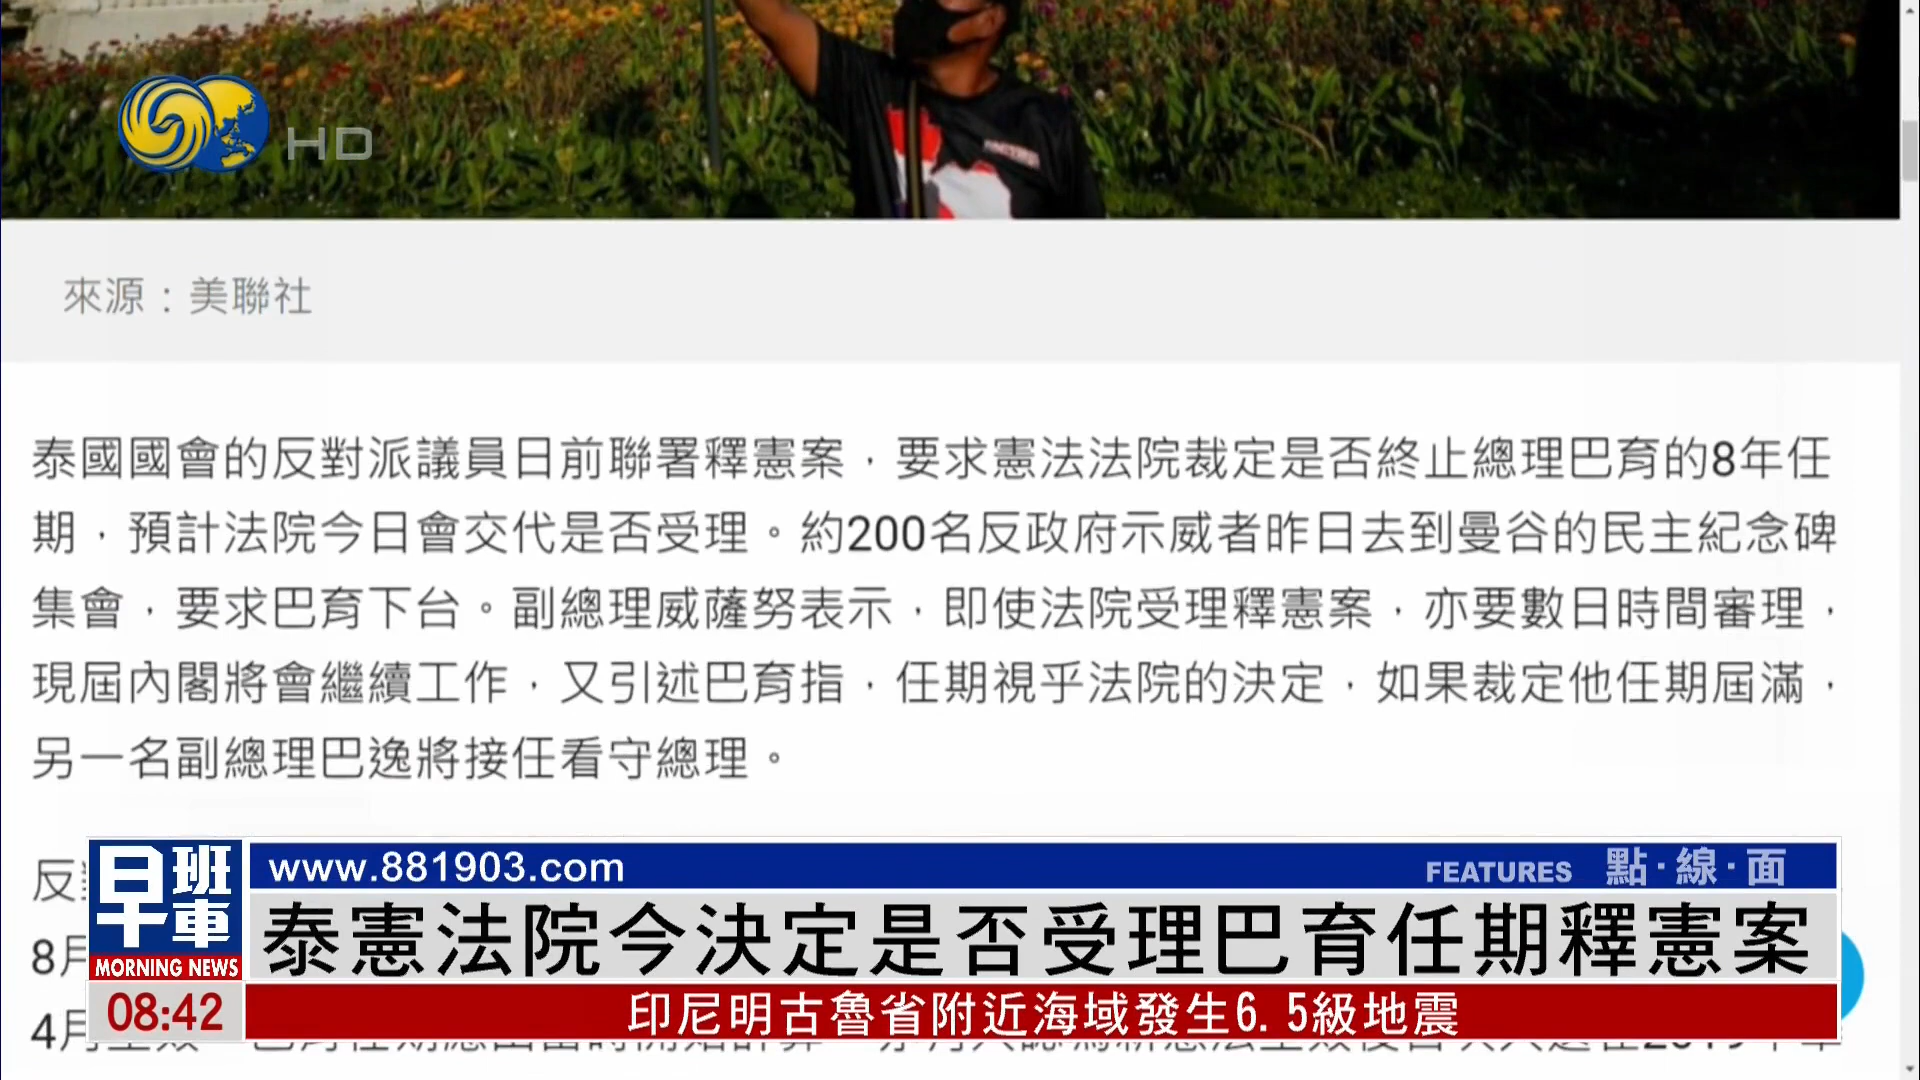 HD
來源：美聯社
泰國國會的反對派議員日前聯署釋憲案，要求憲法法院裁定是否終止總理巴育的8年任
期，預計法院今日會交代是否受理。約200名反政府示威者昨日去到曼谷的民主紀念碑
集會，要求巴育下台。副總理威薩努表示，即使法院受理釋憲案，亦要數日時間審理，
現屆內閣將會繼續工作，又引述巴育指，任期視乎法院的決定，如果裁定他任期屆滿，
另一名副總理巴逸將接任看守總理。
反
8月
4月
早班車
MORNING NEWS
08:42
www.881903.com
FEATURES 點·線·面
泰憲法院今決定是否受理巴育任期釋憲案
印尼明古魯省附近海域發生6.5級地震